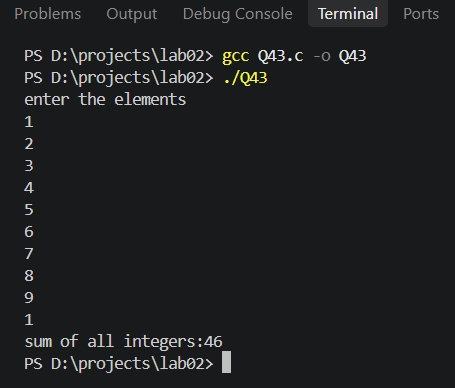 Problems Output Debug Console Terminal Ports
PS D:\projects\lab02> gcc Q43.c -o Q43
PS D:\projects\lab02> ./Q43
enter the elements
1
2
3
4
5
6
7
8
9
1
sum of all integers:46
PS D:\projects\lab02>